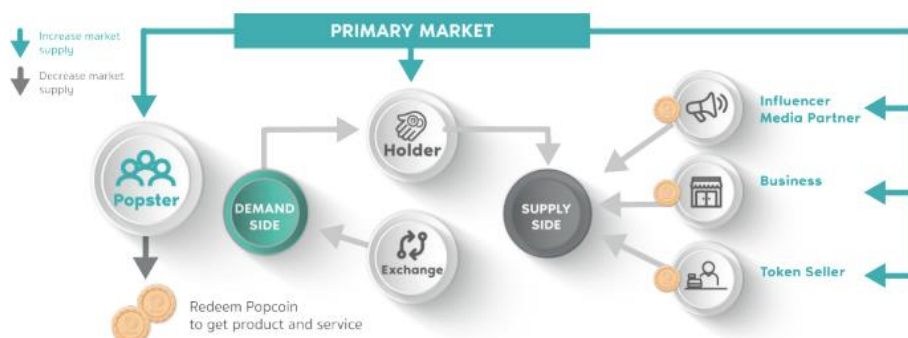 PRIMARY MARKET
Increase market
supply
Decrease market
supply
Popster
Redeem Popcoin
to get product and service
DEMAND
SIDE
Holder
Exchange
SUPPLY
SIDE
Influencer
Media Partner
Business
Token Seller